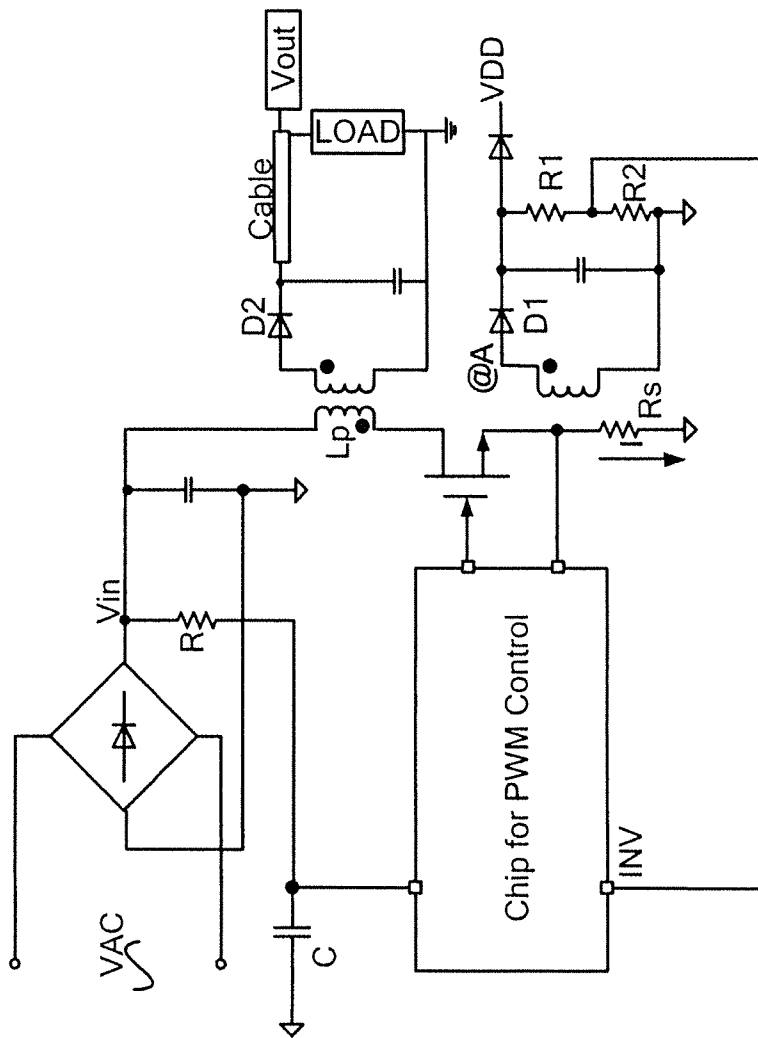 VAC
Vin
R
C
Lp
D2
Cable
Vout
LOAD
@A
D1
VDD
R1
R2
Rs
I
Chip for PWM Control
INV